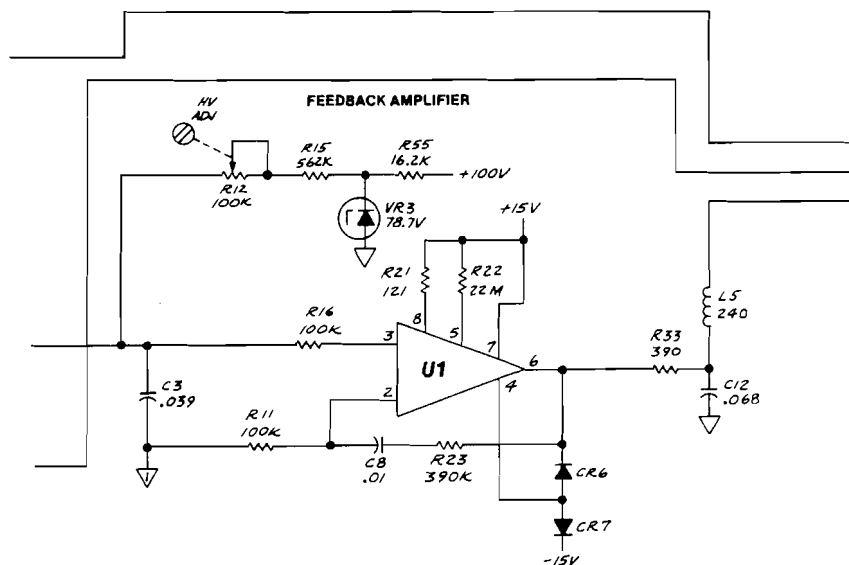 FEEDBACK AMPLIFIER
HV
ADJ
R12
100K
R15
562K
R55
16.2K
+100V
VR3
78.7V
+15V
R21
121
R22
22M
8
5
7
R16
100K
3
2
U1
6
4
R33
390
L5
240
C12
.068
C3
.039
R11
100K
C8
.01
R23
390K
CR6
CR7
-15V
1